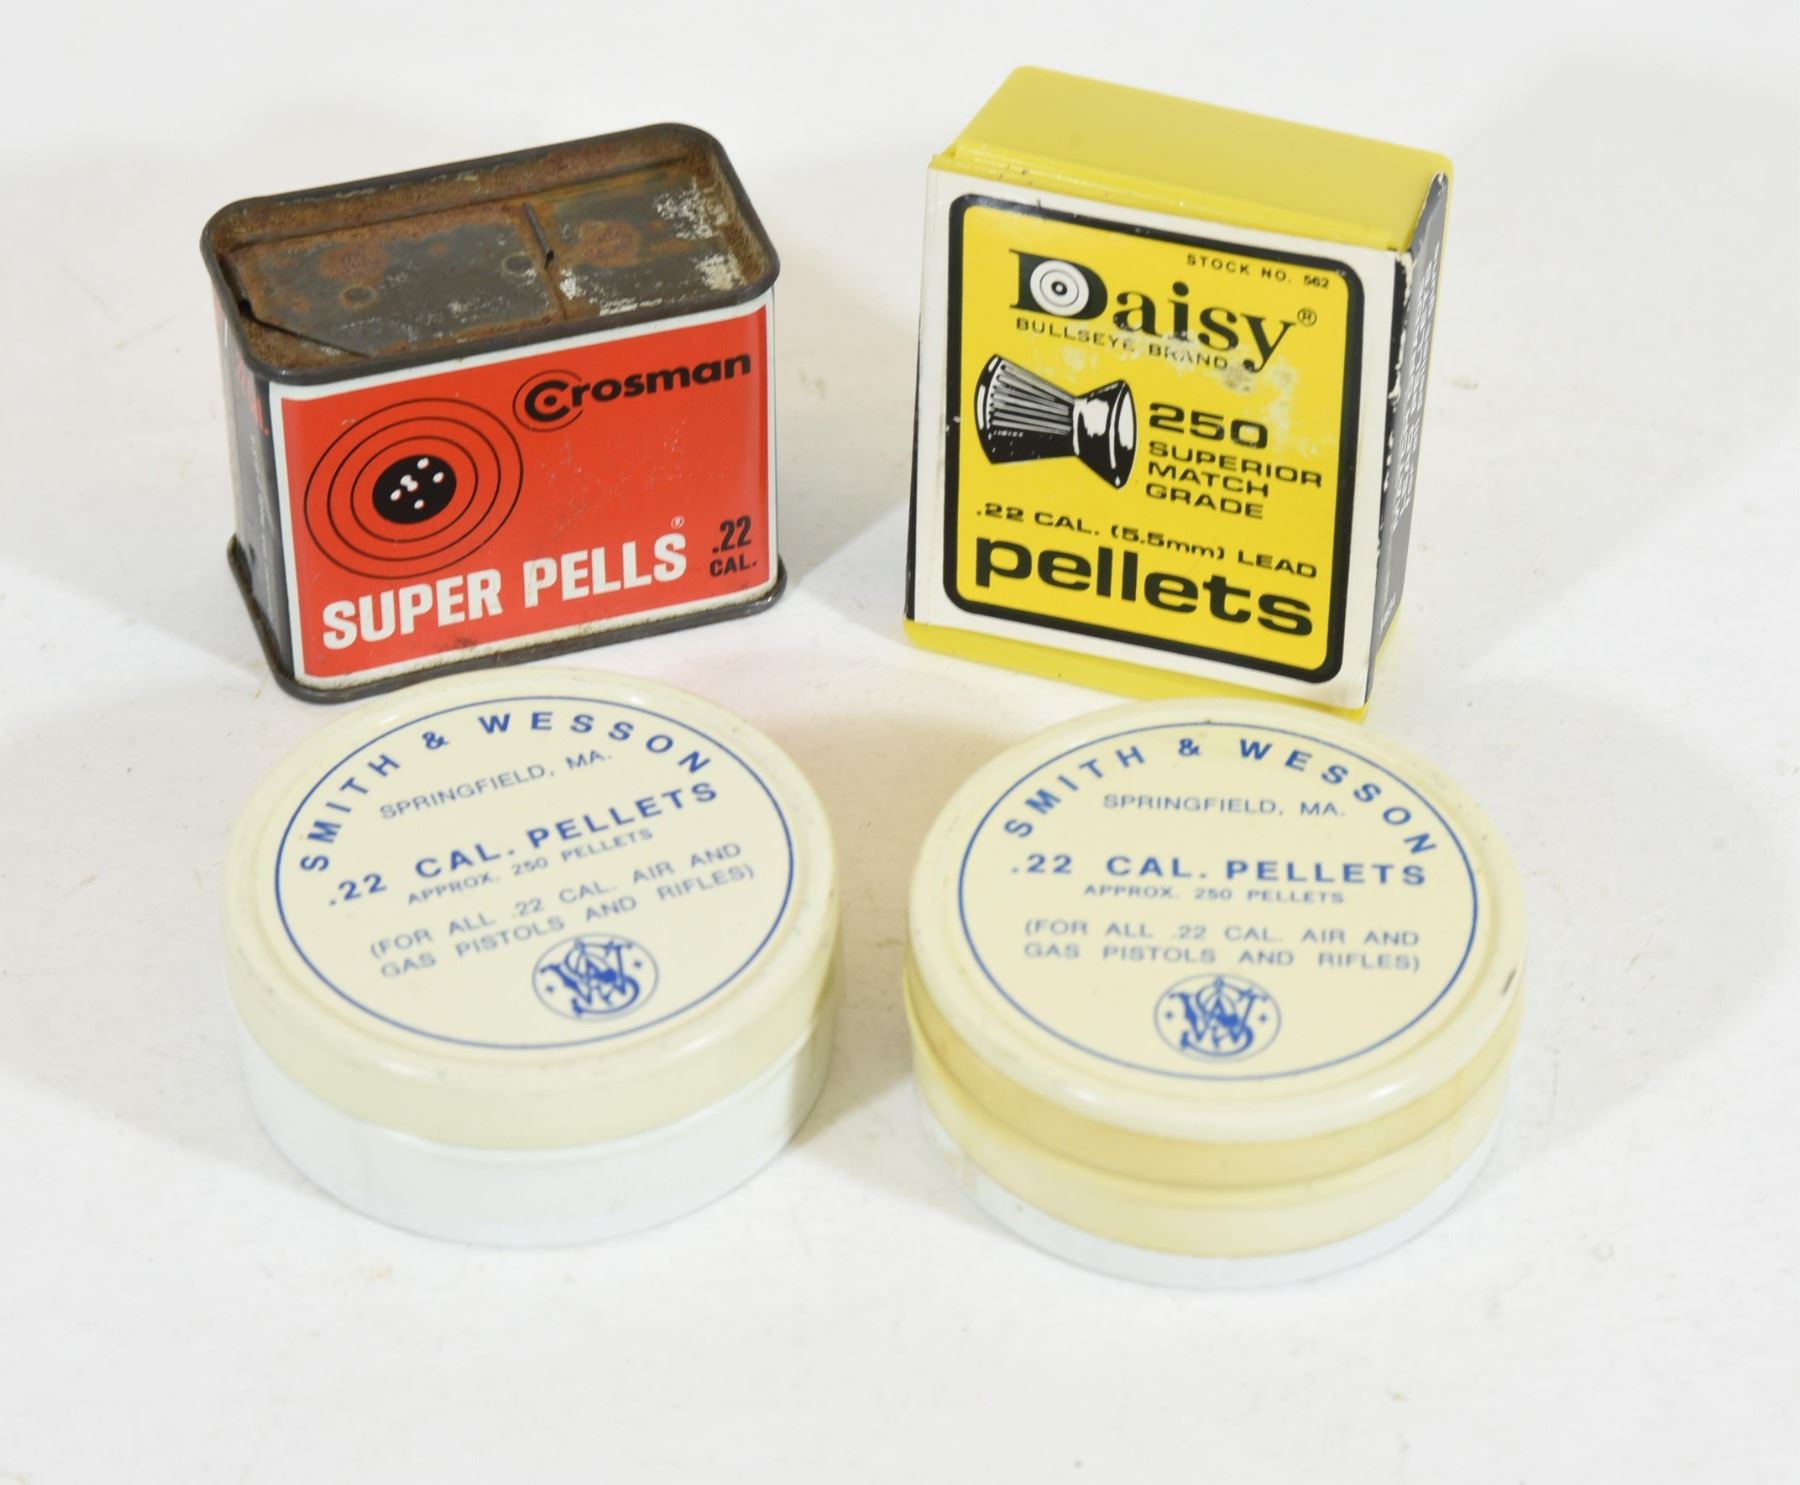 Crosman
SUPER PELLS®
.22
CAL.
STOCK NO. 562
Daisy®
BULLSEYE BRAND
250
SUPERIOR
MATCH
GRADE
.22 CAL. (5.5mm) LEAD
pellets
SMITH & WESSON
SPRINGFIELD, MA.
.22 CAL. PELLETS
APPROX. 250 PELLETS
(FOR ALL .22 CAL. AIR AND
GAS PISTOLS AND RIFLES)
SMITH & WESSON
SPRINGFIELD, MA.
.22 CAL. PELLETS
APPROX. 250 PELLETS
(FOR ALL .22 CAL. AIR AND
GAS PISTOLS AND RIFLES)